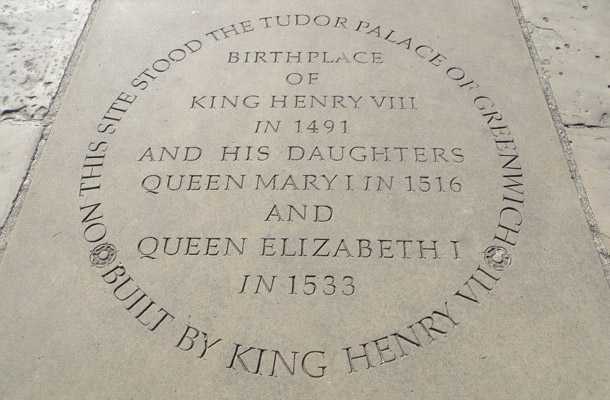 ON THIS SITE STOOD THE TUDOR PALACE OF GREENWICH
BIRTHPLACE
OF
KING HENRY VIII
IN 1491
AND HIS DAUGHTERS
QUEEN MARY I IN 1516
AND
QUEEN ELIZABETH I
IN 1533
BUILT BY KING HENRY VII